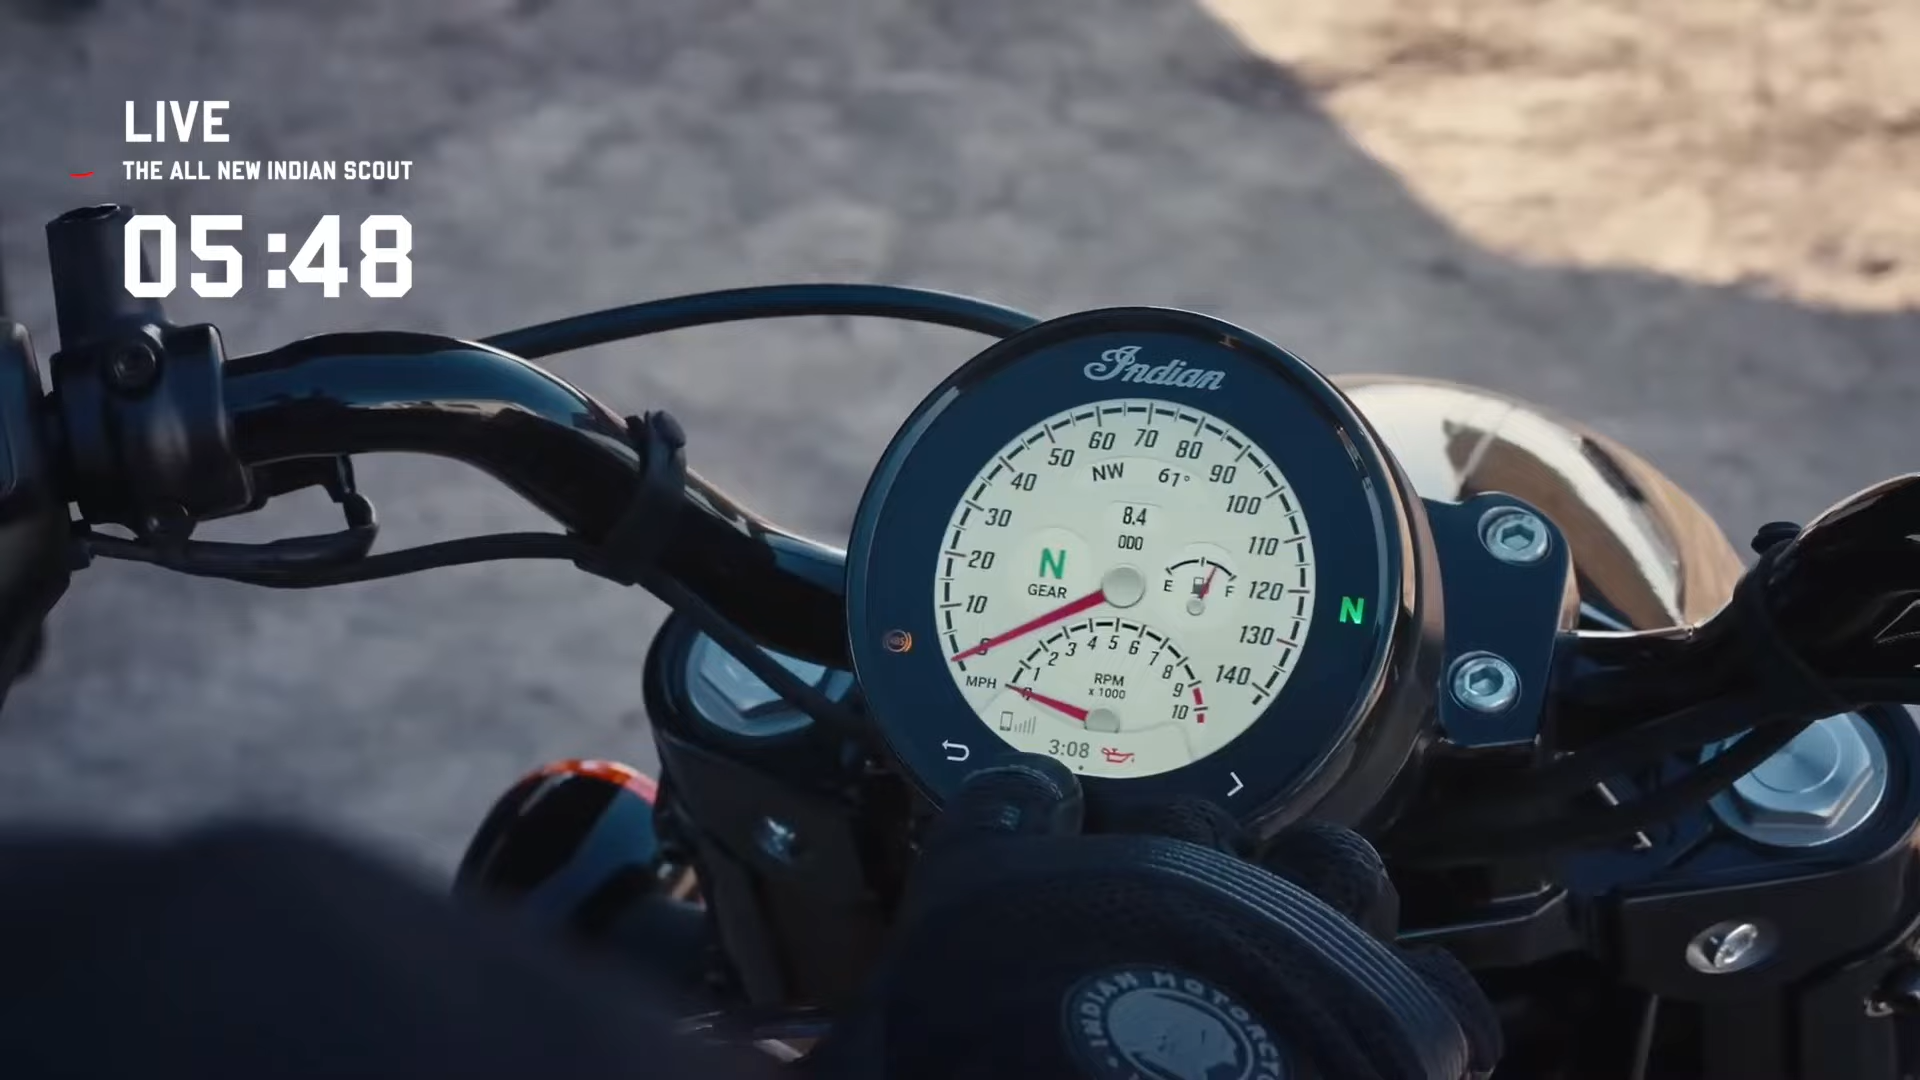 LIVE
THE ALL NEW INDIAN SCOUT
05:48
Indian
60 70 80
50 NW 61° 90
40 100
8.4
30 ODO 110
20 N
GEAR
E F
120
10 N
0 130
ABS
1 2 3 4 5 6 7 8 9 10
0
MPH
RPM
x 1000
140
3:08
INDIAN MOTORCYC